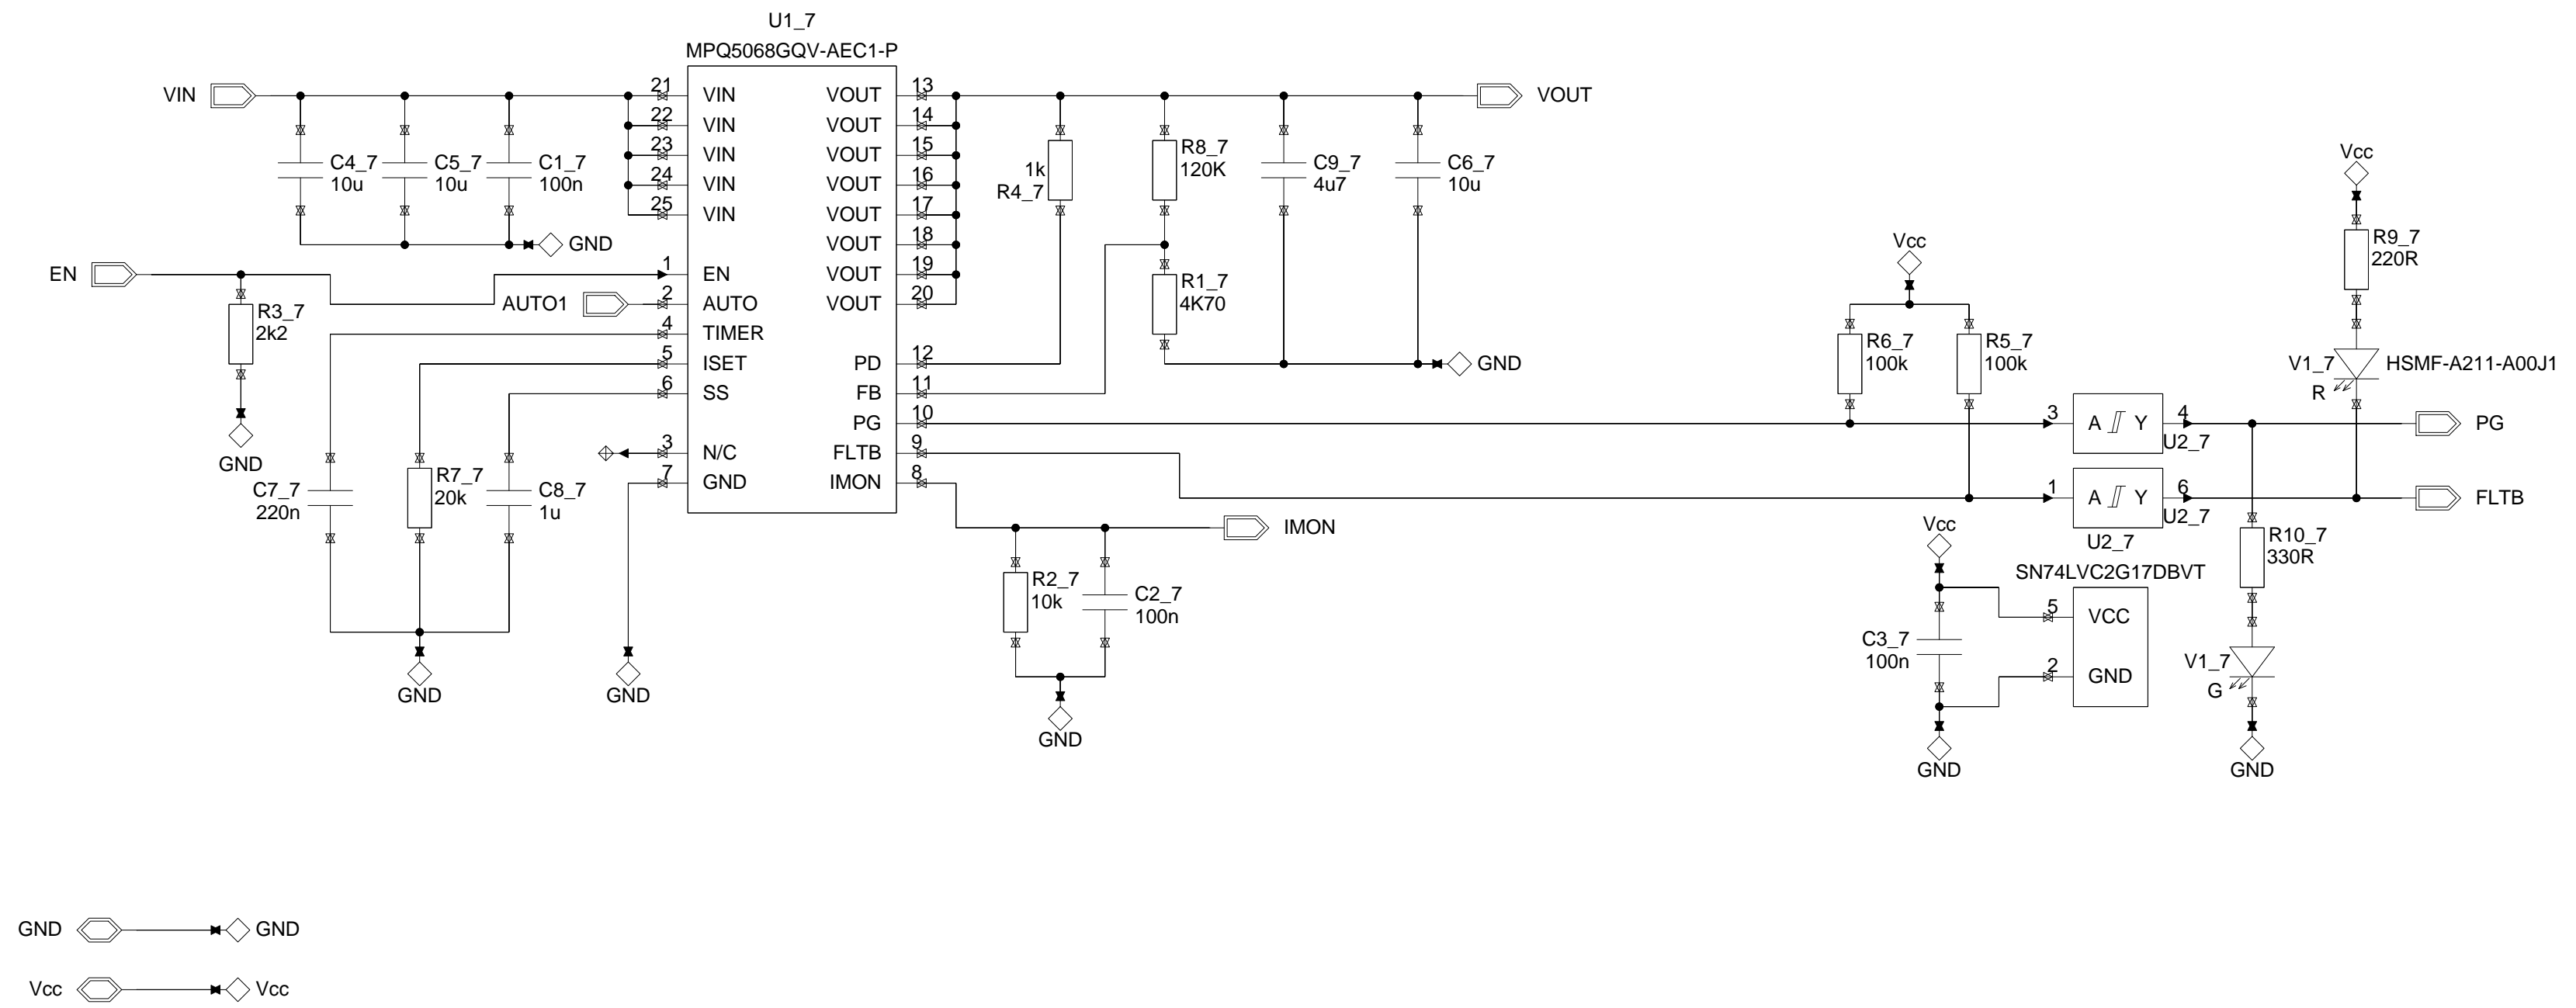 U1_7
MPQ5068GQV-AEC1-P
VIN
21 VIN
22 VIN
23 VIN
24 VIN
25 VIN
1 EN
2 AUTO
4 TIMER
5 ISET
6 SS
3 N/C
7 GND
VOUT 13
VOUT 14
VOUT 15
VOUT 16
VOUT 17
VOUT 18
VOUT 19
VOUT 20
PD 12
FB 11
PG 10
FLTB 9
IMON 8
C4_7
10u
C5_7
10u
C1_7
100n
GND
EN
AUTO1
R3_7
2k2
GND
C7_7
220n
R7_7
20k
C8_7
1u
GND
GND
1k
R4_7
R8_7
120K
R1_7
4K70
C9_7
4u7
C6_7
10u
VOUT
GND
IMON
R2_7
10k
C2_7
100n
GND
Vcc
R6_7
100k
R5_7
100k
Vcc
R9_7
220R
V1_7
R
HSMF-A211-A00J1
3 A Y 4
U2_7
PG
1 A Y 6
U2_7
FLTB
U2_7
SN74LVC2G17DBVT
Vcc
5 VCC
2 GND
C3_7
100n
GND
R10_7
330R
V1_7
G
GND
GND GND
Vcc Vcc